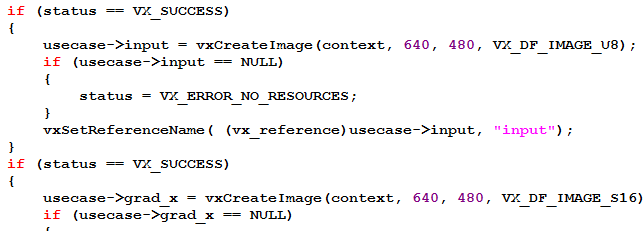 if (status == VX_SUCCESS)
{
    usecase->input = vxCreateImage(context, 640, 480, VX_DF_IMAGE_U8);
    if (usecase->input == NULL)
    {
        status = VX_ERROR_NO_RESOURCES;
    }
    vxSetReferenceName( (vx_reference)usecase->input, "input");
}
if (status == VX_SUCCESS)
{
    usecase->grad_x = vxCreateImage(context, 640, 480, VX_DF_IMAGE_S16)
    if (usecase->grad_x == NULL)
    {